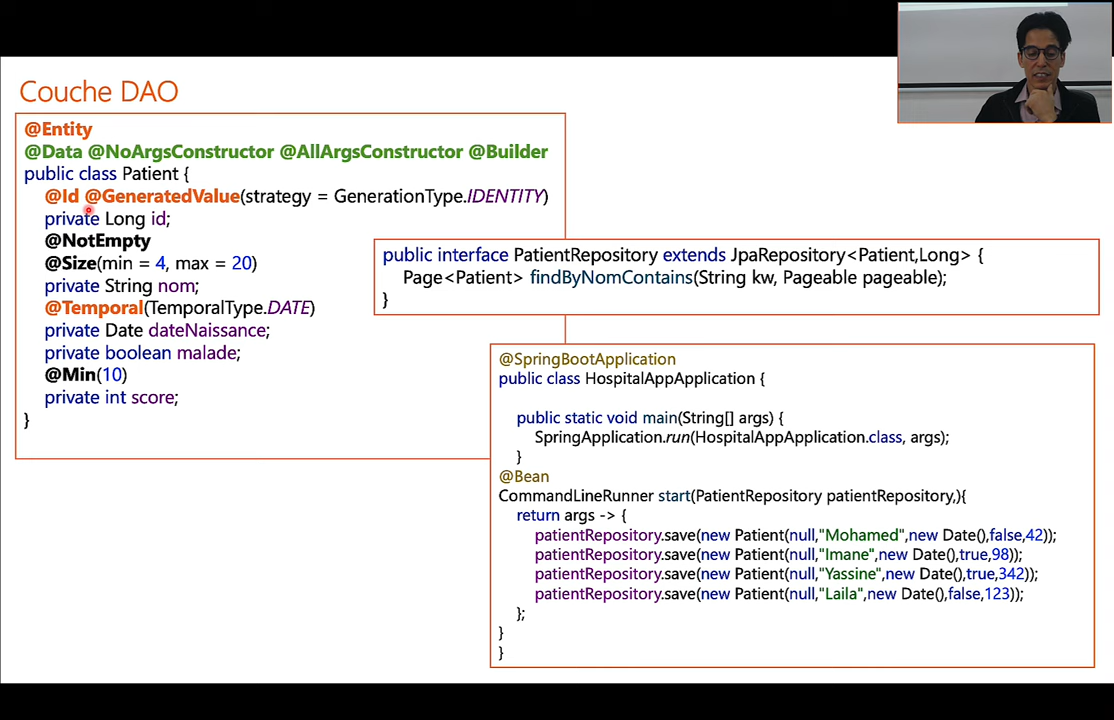 Couche DAO
@Entity
@Data @NoArgsConstructor @AllArgsConstructor @Builder
public class Patient {
@Id @GeneratedValue(strategy = GenerationType.IDENTITY)
private Long id;
@NotEmpty
@Size(min = 4, max = 20)
private String nom;
@Temporal(TemporalType.DATE)
private Date dateNaissance;
private boolean malade;
@Min(10)
private int score;
}
public interface PatientRepository extends JpaRepository<Patient,Long> {
Page<Patient> findByNomContains(String kw, Pageable pageable);
}
@SpringBootApplication
public class HospitalAppApplication {
public static void main(String[] args) {
SpringApplication.run(HospitalAppApplication.class, args);
}
@Bean
CommandLineRunner start(PatientRepository patientRepository,){
return args -> {
patientRepository.save(new Patient(null,"Mohamed",new Date(),false,42));
patientRepository.save(new Patient(null,"Imane",new Date(),true,98));
patientRepository.save(new Patient(null,"Yassine",new Date(),true,342));
patientRepository.save(new Patient(null,"Laila",new Date(),false,123));
};
}
}